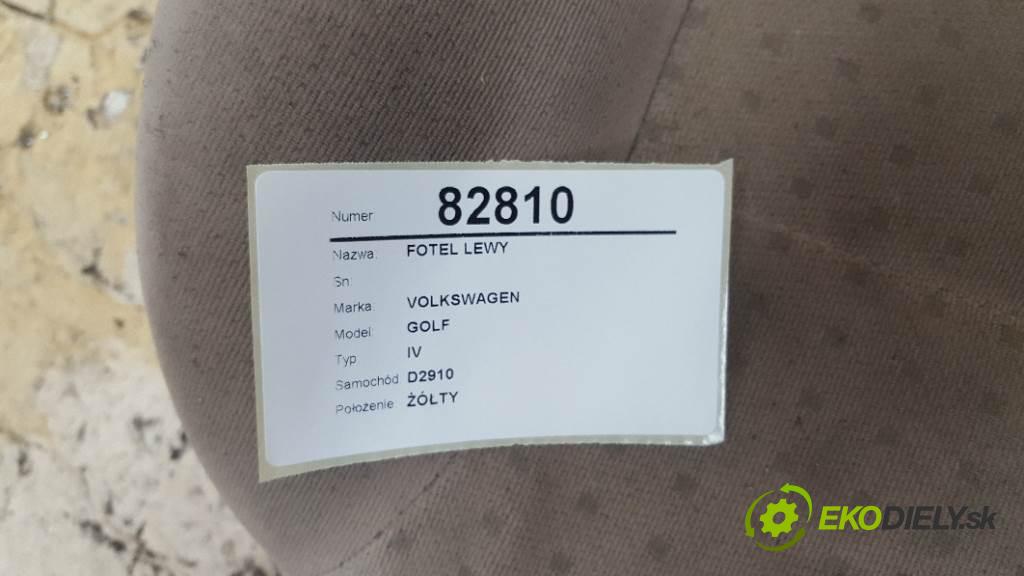 Numer 82810
Nazwa: FOTEL LEWY
Sn:
Marka: VOLKSWAGEN
Model: GOLF
Typ IV
Samochód D2910
Położenie ŻÓŁTY
EKODIELY.sk